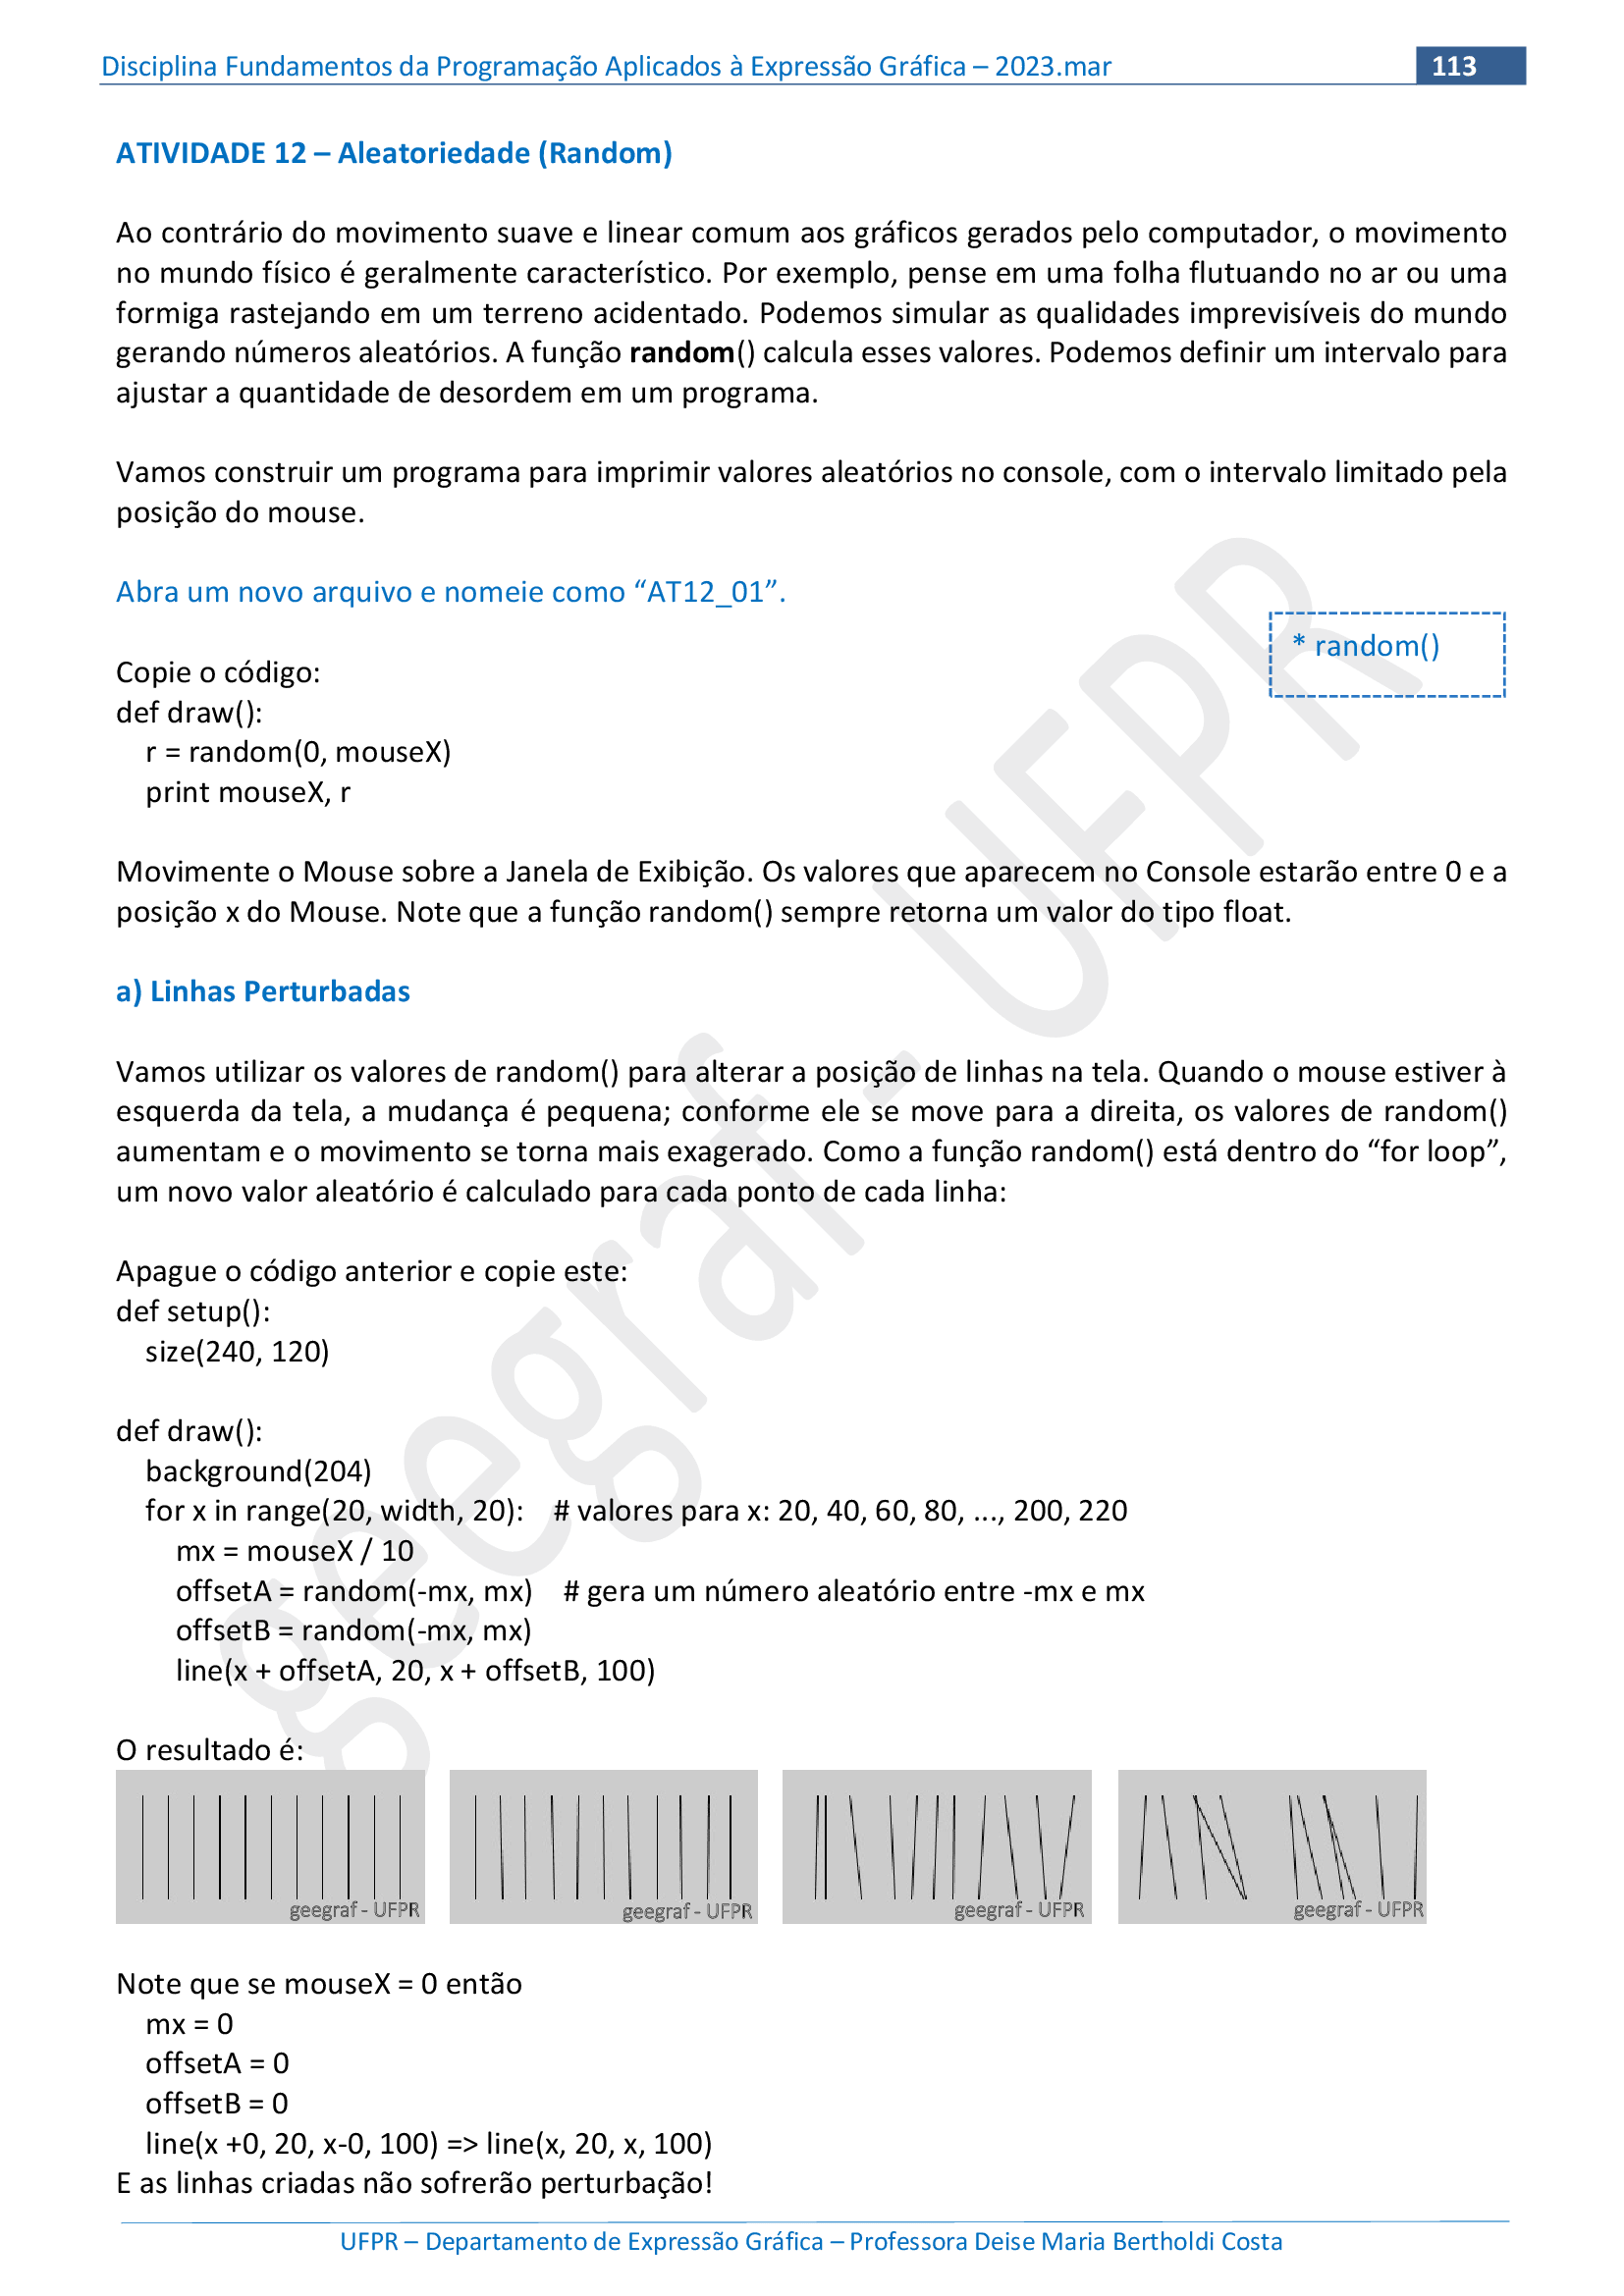 Disciplina Fundamentos da Programação Aplicados à Expressão Gráfica – 2023.mar
113
ATIVIDADE 12 – Aleatoriedade (Random)
Ao contrário do movimento suave e linear comum aos gráficos gerados pelo computador, o movimento
no mundo físico é geralmente característico. Por exemplo, pense em uma folha flutuando no ar ou uma
formiga rastejando em um terreno acidentado. Podemos simular as qualidades imprevisíveis do mundo
gerando números aleatórios. A função random() calcula esses valores. Podemos definir um intervalo para
ajustar a quantidade de desordem em um programa.
Vamos construir um programa para imprimir valores aleatórios no console, com o intervalo limitado pela
posição do mouse.
Abra um novo arquivo e nomeie como “AT12_01”.
* random()
Copie o código:
def draw():
r = random(0, mouseX)
print mouseX, r
Movimente o Mouse sobre a Janela de Exibição. Os valores que aparecem no Console estarão entre 0 e a
posição x do Mouse. Note que a função random() sempre retorna um valor do tipo float.
a) Linhas Perturbadas
Vamos utilizar os valores de random() para alterar a posição de linhas na tela. Quando o mouse estiver à
esquerda da tela, a mudança é pequena; conforme ele se move para a direita, os valores de random()
aumentam e o movimento se torna mais exagerado. Como a função random() está dentro do “for loop”,
um novo valor aleatório é calculado para cada ponto de cada linha:
Apague o código anterior e copie este:
def setup():
size(240, 120)
def draw():
background(204)
for x in range(20, width, 20): # valores para x: 20, 40, 60, 80, ..., 200, 220
mx = mouseX / 10
offsetA = random(-mx, mx) # gera um número aleatório entre -mx e mx
offsetB = random(-mx, mx)
line(x + offsetA, 20, x + offsetB, 100)
O resultado é:
geegraf - UFPR
geegraf - UFPR
geegraf - UFPR
geegraf - UFPR
Note que se mouseX = 0 então
mx = 0
offsetA = 0
offsetB = 0
line(x +0, 20, x-0, 100) => line(x, 20, x, 100)
E as linhas criadas não sofrerão perturbação!
UFPR – Departamento de Expressão Gráfica – Professora Deise Maria Bertholdi Costa
geegraf - UFPR